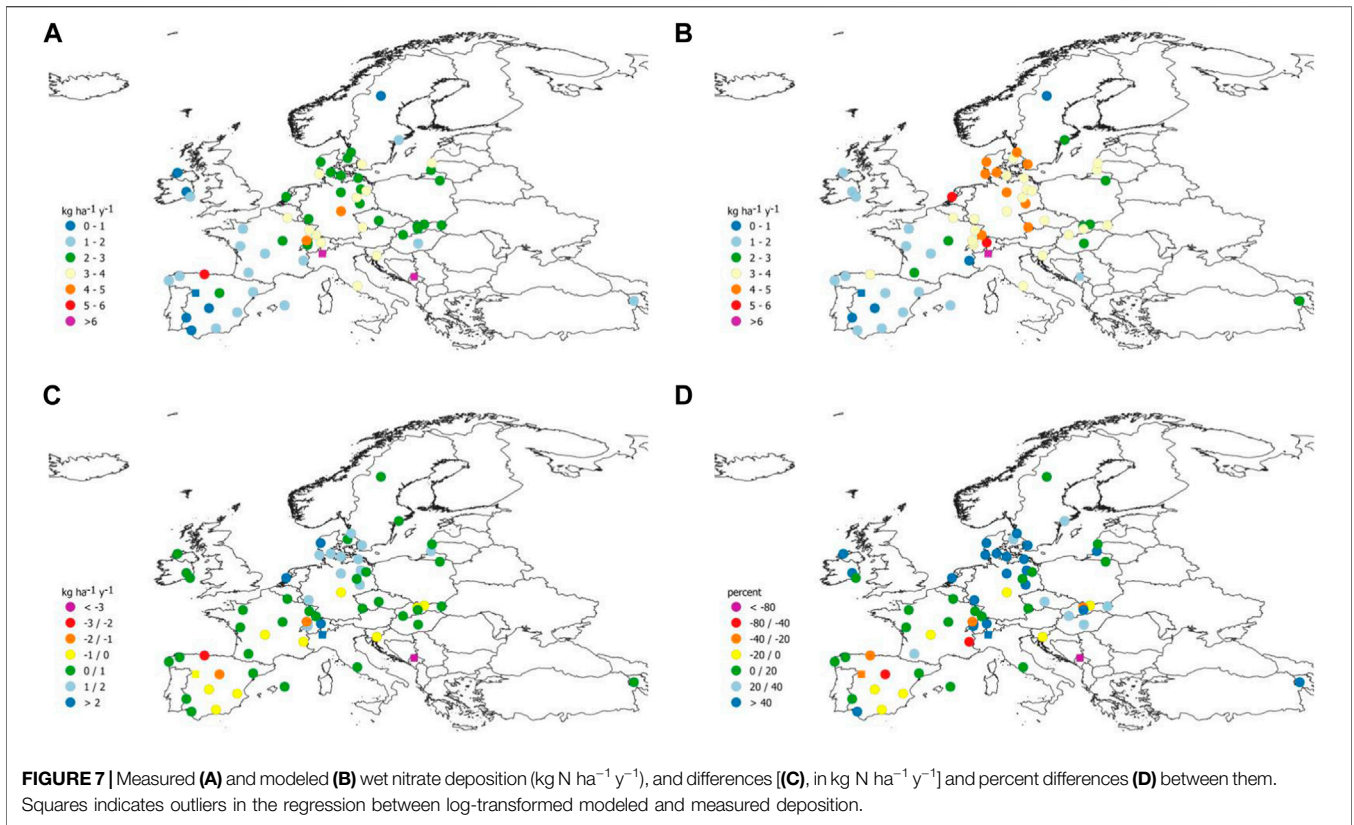 A
B
kg ha⁻¹ y⁻¹
0 - 1
1 - 2
2 - 3
3 - 4
4 - 5
5 - 6
>6
kg ha⁻¹ y⁻¹
0 - 1
1 - 2
2 - 3
3 - 4
4 - 5
5 - 6
>6
C
D
kg ha⁻¹ y⁻¹
< -3
-3 / -2
-2 / -1
-1 / 0
0 / 1
1 / 2
> 2
percent
< -80
-80 / -40
-40 / -20
-20 / 0
0 / 20
20 / 40
> 40
FIGURE 7 | Measured (A) and modeled (B) wet nitrate deposition (kg N ha⁻¹ y⁻¹), and differences [(C), in kg N ha⁻¹ y⁻¹] and percent differences (D) between them.
Squares indicates outliers in the regression between log-transformed modeled and measured deposition.